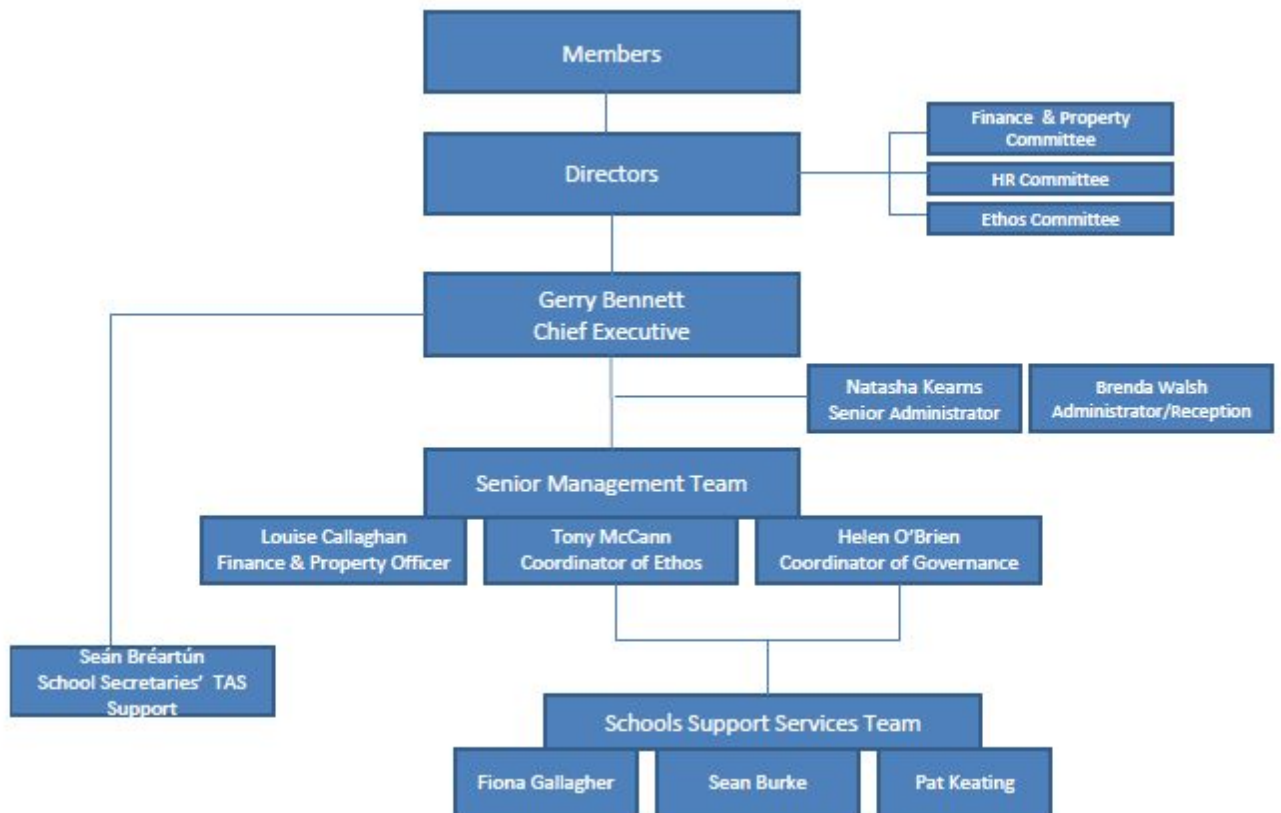 Members
Directors
Finance & Property
Committee
HR Committee
Ethos Committee
Gerry Bennett
Chief Executive
Natasha Kearns
Senior Administrator
Brenda Walsh
Administrator/Reception
Senior Management Team
Louise Callaghan
Finance & Property Officer
Tony McCann
Coordinator of Ethos
Helen O'Brien
Coordinator of Governance
Seán Bréartún
School Secretaries' TAS
Support
Schools Support Services Team
Fiona Gallagher
Sean Burke
Pat Keating